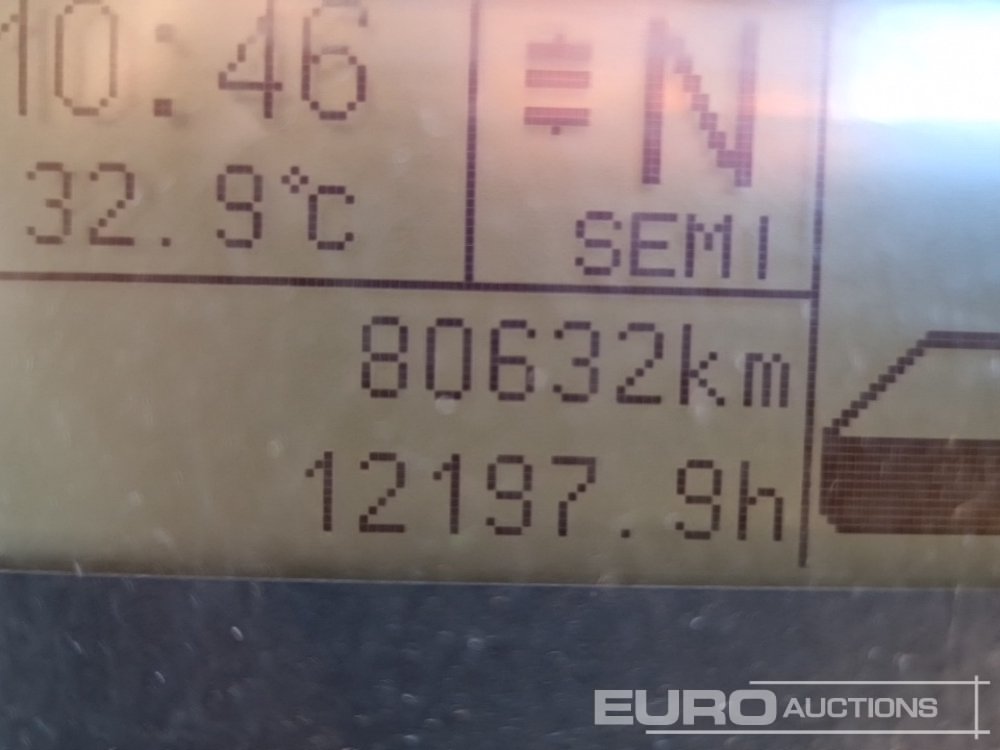 10:46
N
32.9°C
SEMI
80632km
12197.9h
EURO AUCTIONS